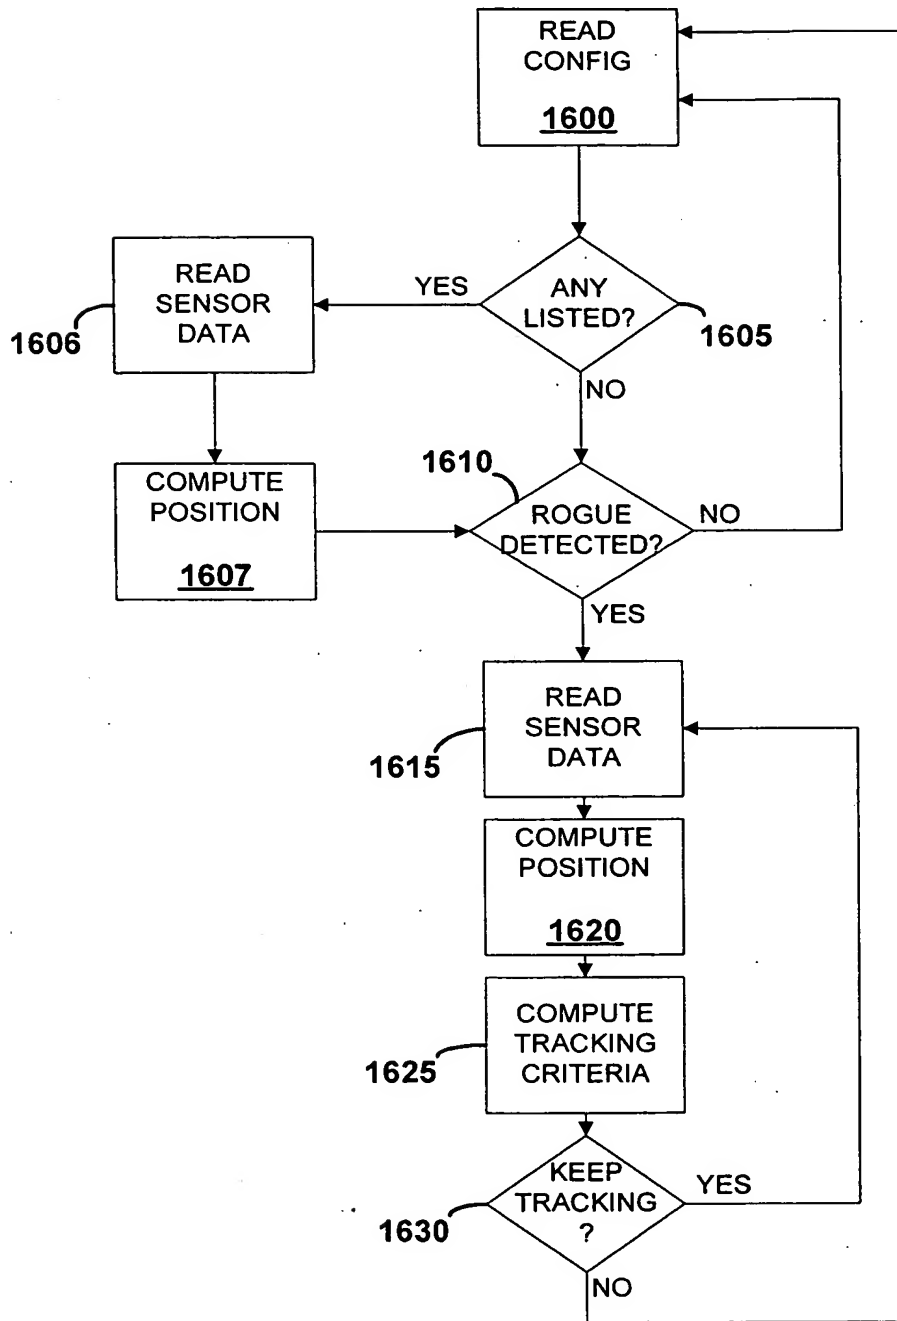 READ
CONFIG
1600
ANY
LISTED?
1605
YES
NO
READ
SENSOR
DATA
1606
COMPUTE
POSITION
1607
1610
ROGUE
DETECTED?
NO
YES
READ
SENSOR
DATA
1615
COMPUTE
POSITION
1620
COMPUTE
TRACKING
CRITERIA
1625
KEEP
TRACKING
?
1630
YES
NO